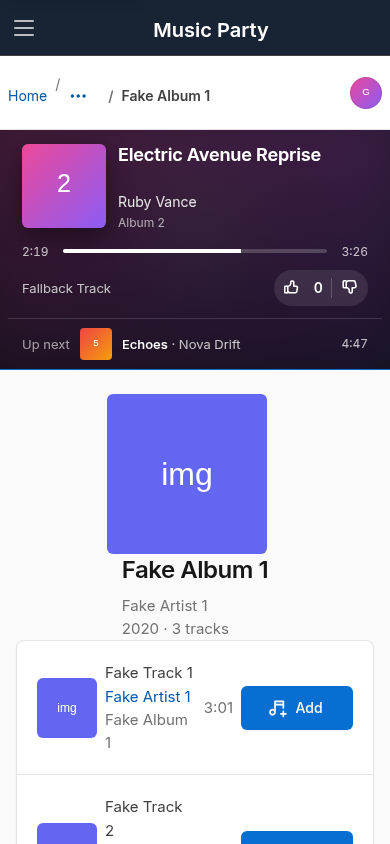 Music Party
Home / ••• / Fake Album 1
G
2
Electric Avenue Reprise
Ruby Vance
Album 2
2:19
3:26
Fallback Track
0
Up next
5
Echoes · Nova Drift
4:47
img
Fake Album 1
Fake Artist 1
2020 · 3 tracks
img
Fake Track 1
Fake Artist 1
Fake Album
1
3:01
Add
Fake Track
2